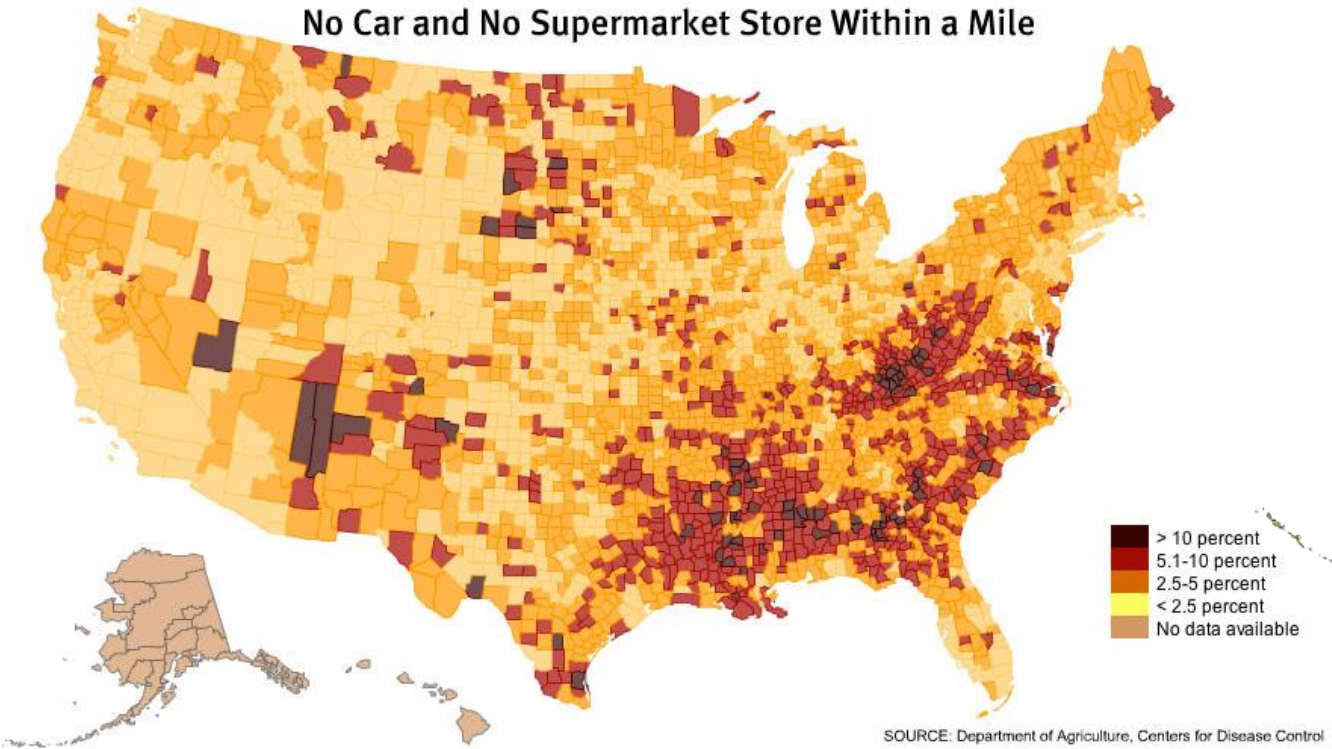 No Car and No Supermarket Store Within a Mile
> 10 percent
5.1-10 percent
2.5-5 percent
< 2.5 percent
No data available
SOURCE: Department of Agriculture, Centers for Disease Control